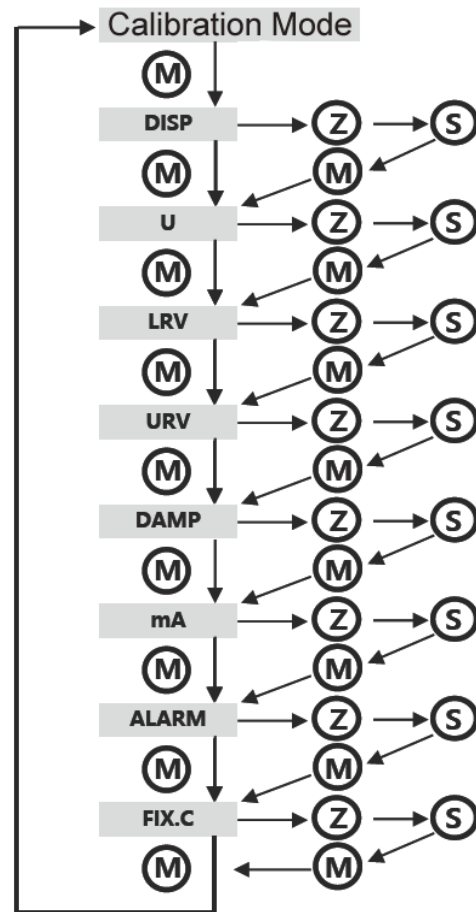 Calibration Mode
M
DISP Z S
M M
U Z S
M M
LRV Z S
M M
URV Z S
M M
DAMP Z S
M M
mA Z S
M M
ALARM Z S
M M
FIX.C Z S
M M